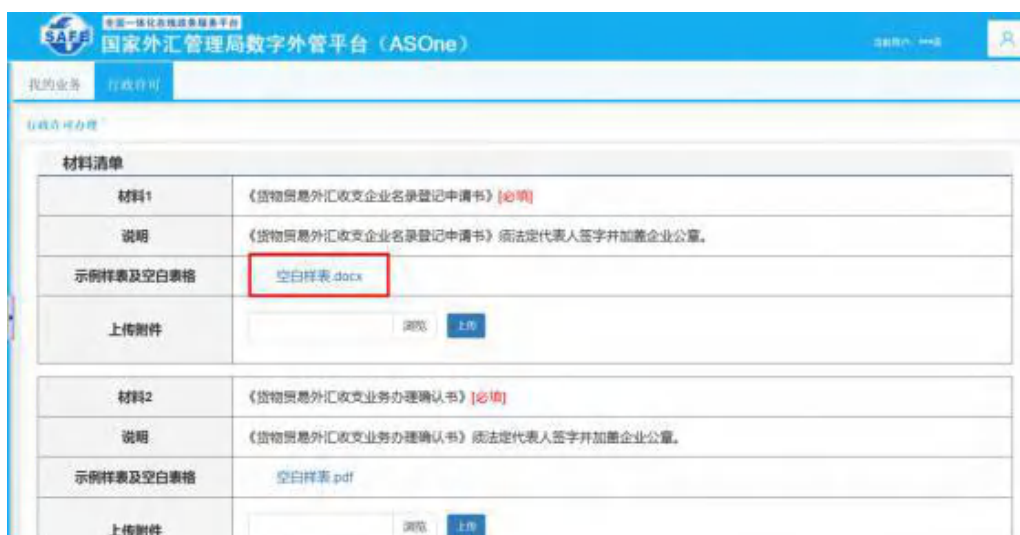 SAFE
全国一体化在线政务服务平台
国家外汇管理局数字外管平台（ASOne）
我的业务 行政许可
行政许可办理
材料清单
材料1 《货物贸易外汇收支企业名录登记申请书》[必填]
说明 《货物贸易外汇收支企业名录登记申请书》须法定代表人签字并加盖企业公章。
示例样表及空白表格 空白样表.docx
上传附件 浏览 上传
材料2 《货物贸易外汇收支业务办理确认书》[必填]
说明 《货物贸易外汇收支业务办理确认书》须法定代表人签字并加盖企业公章。
示例样表及空白表格 空白样表.pdf
上传附件 浏览 上传